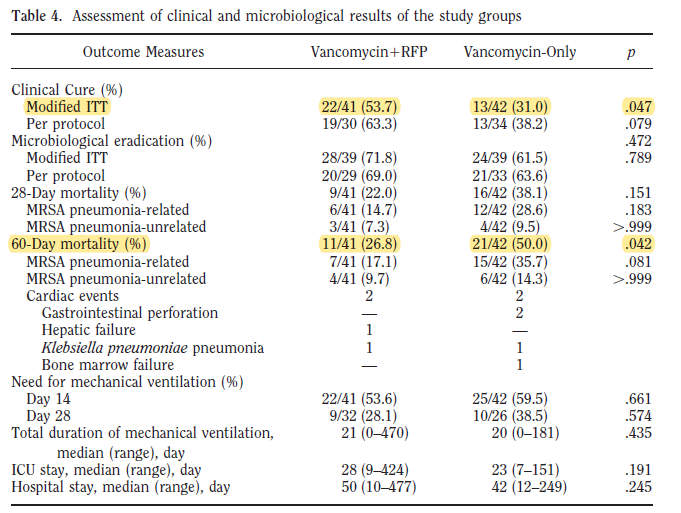 Table 4. Assessment of clinical and microbiological results of the study groups
Outcome Measures Vancomycin+RFP Vancomycin-Only p
Clinical Cure (%)
Modified ITT 22/41 (53.7) 13/42 (31.0) .047
Per protocol 19/30 (63.3) 13/34 (38.2) .079
Microbiological eradication (%) .472
Modified ITT 28/39 (71.8) 24/39 (61.5) .789
Per protocol 20/29 (69.0) 21/33 (63.6)
28-Day mortality (%) 9/41 (22.0) 16/42 (38.1) .151
MRSA pneumonia-related 6/41 (14.7) 12/42 (28.6) .183
MRSA pneumonia-unrelated 3/41 (7.3) 4/42 (9.5) >.999
60-Day mortality (%) 11/41 (26.8) 21/42 (50.0) .042
MRSA pneumonia-related 7/41 (17.1) 15/42 (35.7) .081
MRSA pneumonia-unrelated 4/41 (9.7) 6/42 (14.3) >.999
Cardiac events 2 2
Gastrointestinal perforation — 2
Hepatic failure 1 —
Klebsiella pneumoniae pneumonia 1 1
Bone marrow failure — 1
Need for mechanical ventilation (%)
Day 14 22/41 (53.6) 25/42 (59.5) .661
Day 28 9/32 (28.1) 10/26 (38.5) .574
Total duration of mechanical ventilation, 21 (0–470) 20 (0–181) .435
median (range), day
ICU stay, median (range), day 28 (9–424) 23 (7–151) .191
Hospital stay, median (range), day 50 (10–477) 42 (12–249) .245